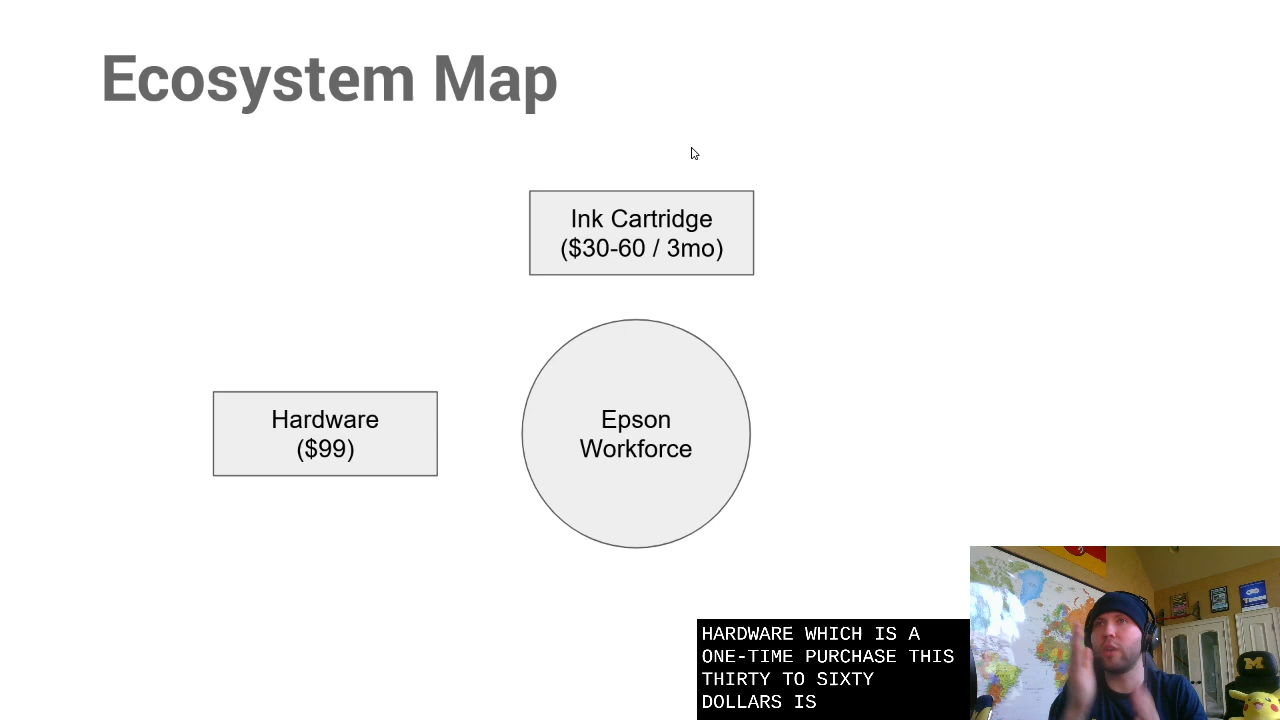 Ecosystem Map
Ink Cartridge
($30-60 / 3mo)
Hardware
($99)
Epson
Workforce
HARDWARE WHICH IS A
ONE-TIME PURCHASE THIS
THIRTY TO SIXTY
DOLLARS IS
M